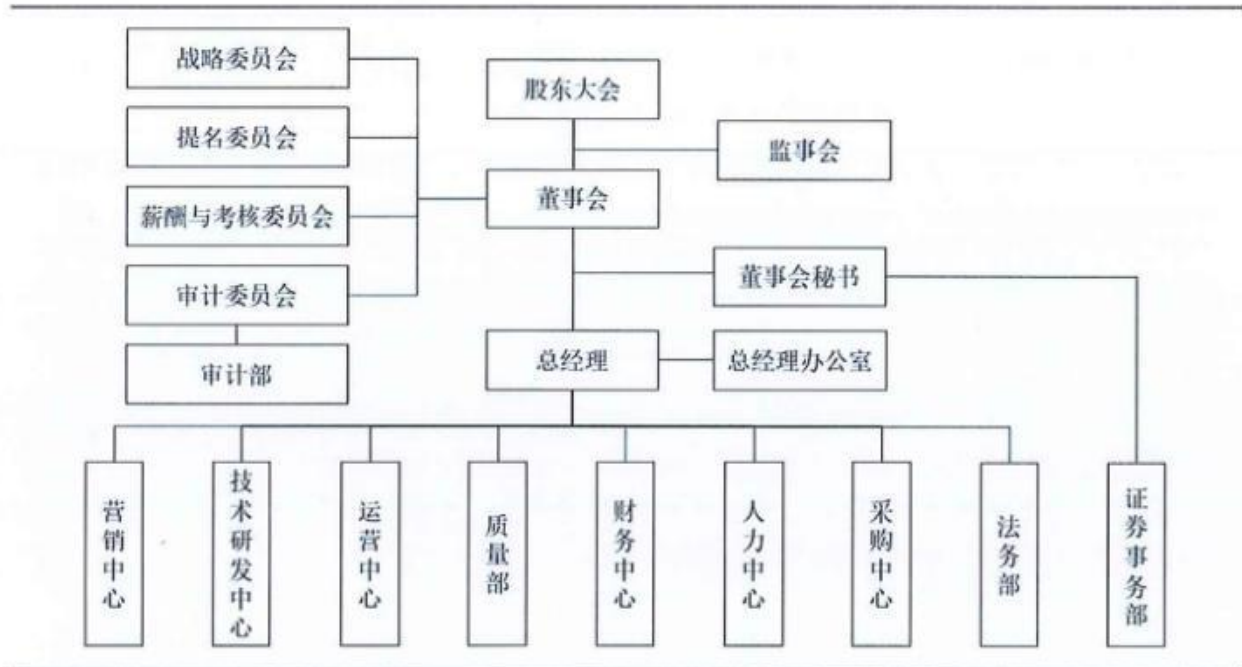 战略委员会
股东大会
提名委员会
监事会
董事会
薪酬与考核委员会
董事会秘书
审计委员会
总经理
总经理办公室
审计部
营销中心
技术研发中心
运营中心
质量部
财务中心
人力中心
采购中心
法务部
证券事务部